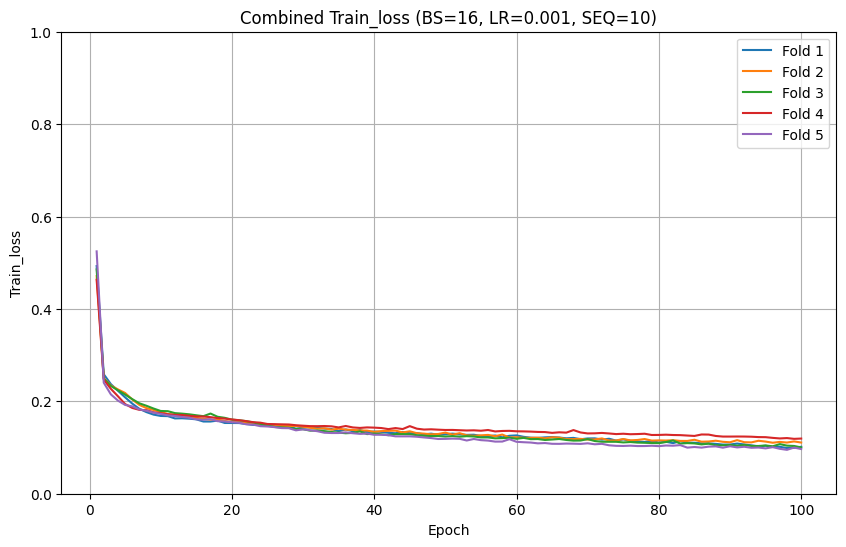 Combined Train_loss (BS=16, LR=0.001, SEQ=10)
Fold 1
Fold 2
Fold 3
Fold 4
Fold 5
Train_loss
1.0
0.8
0.6
0.4
0.2
0.0
0
20
40
60
80
100
Epoch